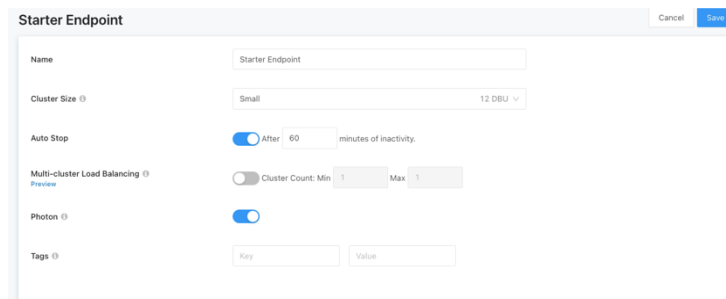 Starter Endpoint
Cancel Save
Name Starter Endpoint
Cluster Size Small 12 DBU
Auto Stop After 60 minutes of inactivity.
Multi-cluster Load Balancing Cluster Count: Min 1 Max 1
Preview
Photon
Tags Key Value